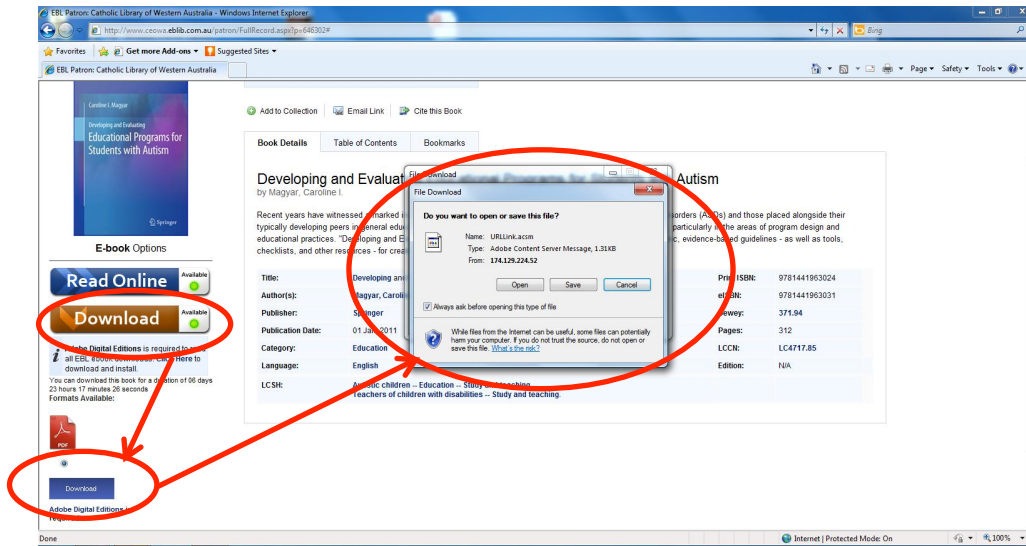 EBL Patron: Catholic Library of Western Australia - Windows Internet Explorer
http://www.ceowa.eblib.com.au/patron/FullRecord.aspx?p=646302#
Bing
Favorites
Get more Add-ons
Suggested Sites
EBL Patron: Catholic Library of Western Australia
Page
Safety
Tools
Caroline I. Magyar
Developing and Evaluating
Educational Programs for
Students with Autism
Springer
Add to Collection
Email Link
Cite this Book
Book Details
Table of Contents
Bookmarks
Developing and Evaluat
Autism
by Magyar, Caroline I.
Recent years have witnessed a marked i
sorders (ASDs) and those placed alongside their
typically developing peers in general educ
particularly in the areas of program design and
educational practices. "Developing and E
c, evidence-based guidelines - as well as tools,
checklists, and other resources - for crea
File Download
File Download
Do you want to open or save this file?
Name: URLLink.acsm
Type: Adobe Content Server Message, 1.31KB
From: 174.129.224.52
Open
Save
Cancel
Always ask before opening this type of file
While files from the Internet can be useful, some files can potentially
harm your computer. If you do not trust the source, do not open or
save this file. What's the risk?
E-book Options
Read Online
Available
Download
Available
Adobe Digital Editions is required to
all EBL ebook downloads. Click Here to
download and install.
You can download this book for a duration of 06 days
23 hours 17 minutes 26 seconds
Formats Available:
PDF
Download
Adobe Digital Editions is
Title: Developing and
Print ISBN: 9781441963024
Author(s): Magyar, Caroli
eISBN: 9781441963031
Publisher: Springer
Dewey: 371.94
Publication Date: 01 Jan 2011
Pages: 312
Category: Education
LCCN: LC4717.85
Language: English
Edition: N/A
LCSH: Autistic children -- Education -- Study and teaching.
Teachers of children with disabilities -- Study and teaching.
Done
Internet | Protected Mode: On
100%